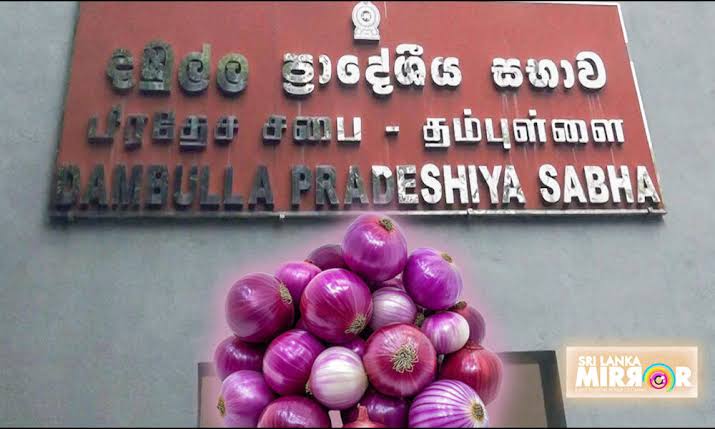 දඹුල්ල ප්‍රාදේශීය සභාව
பிரதேச சபை - தம்புள்ளை
DAMBULLA PRADESHIYA SABHA
SRI LANKA
MIRROR